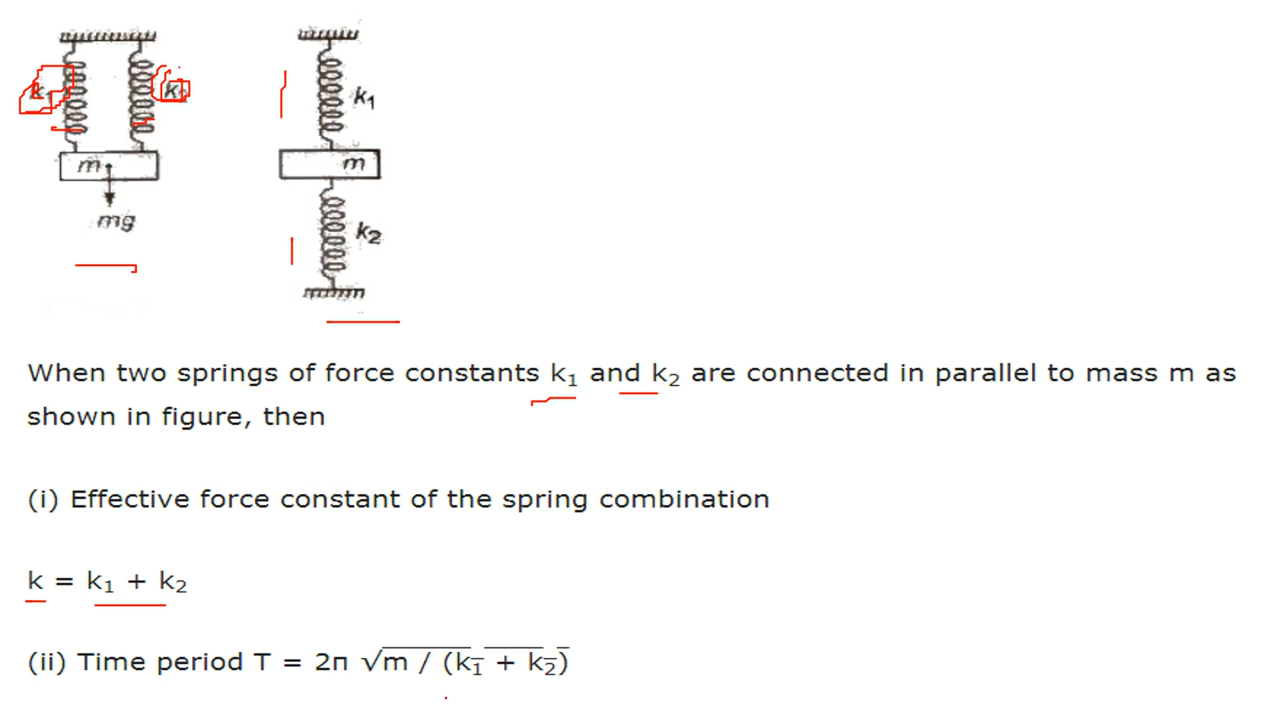 k₁ k₂ k₁
m m
mg
k₂
When two springs of force constants k₁ and k₂ are connected in parallel to mass m as
shown in figure, then
(i) Effective force constant of the spring combination
k = k₁ + k₂
(ii) Time period T = 2π √m / (k₁ + k₂)